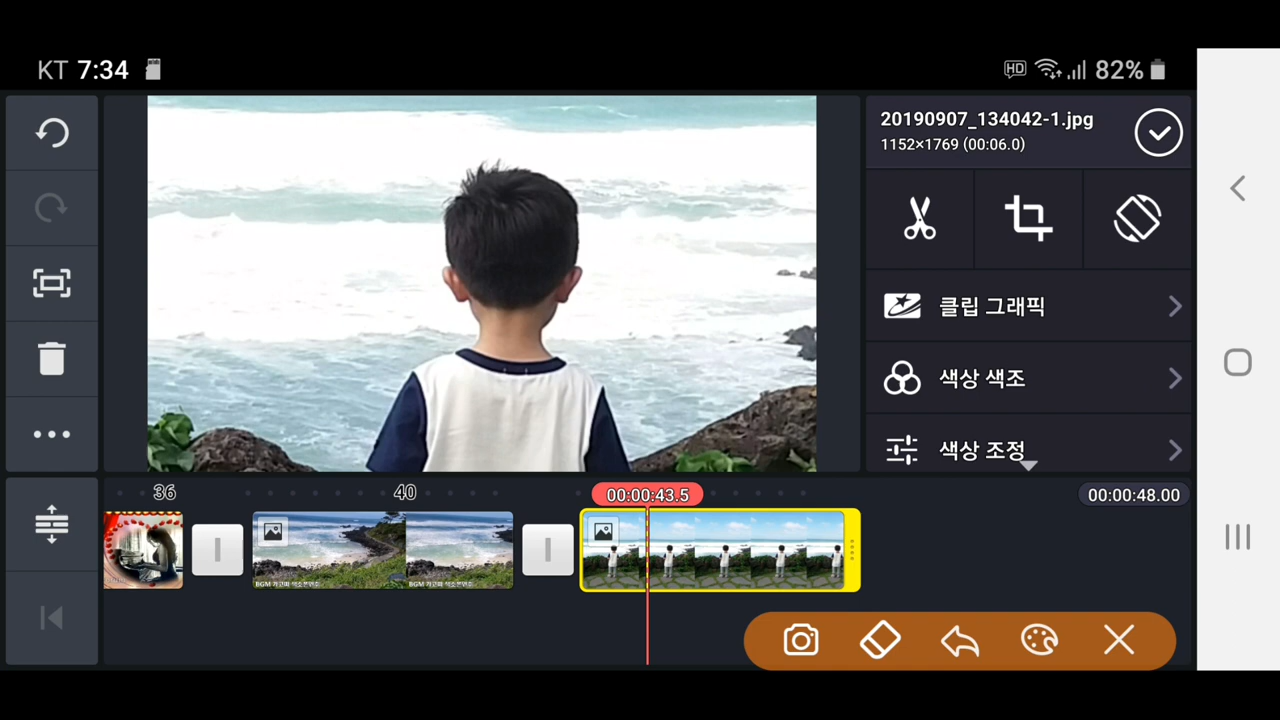 KT 7:34
HD 82%
20190907_134042-1.jpg
1152×1769 (00:06.0)
클립 그래픽
색상 색조
색상 조정
36 40 00:00:43.5 00:00:48.00